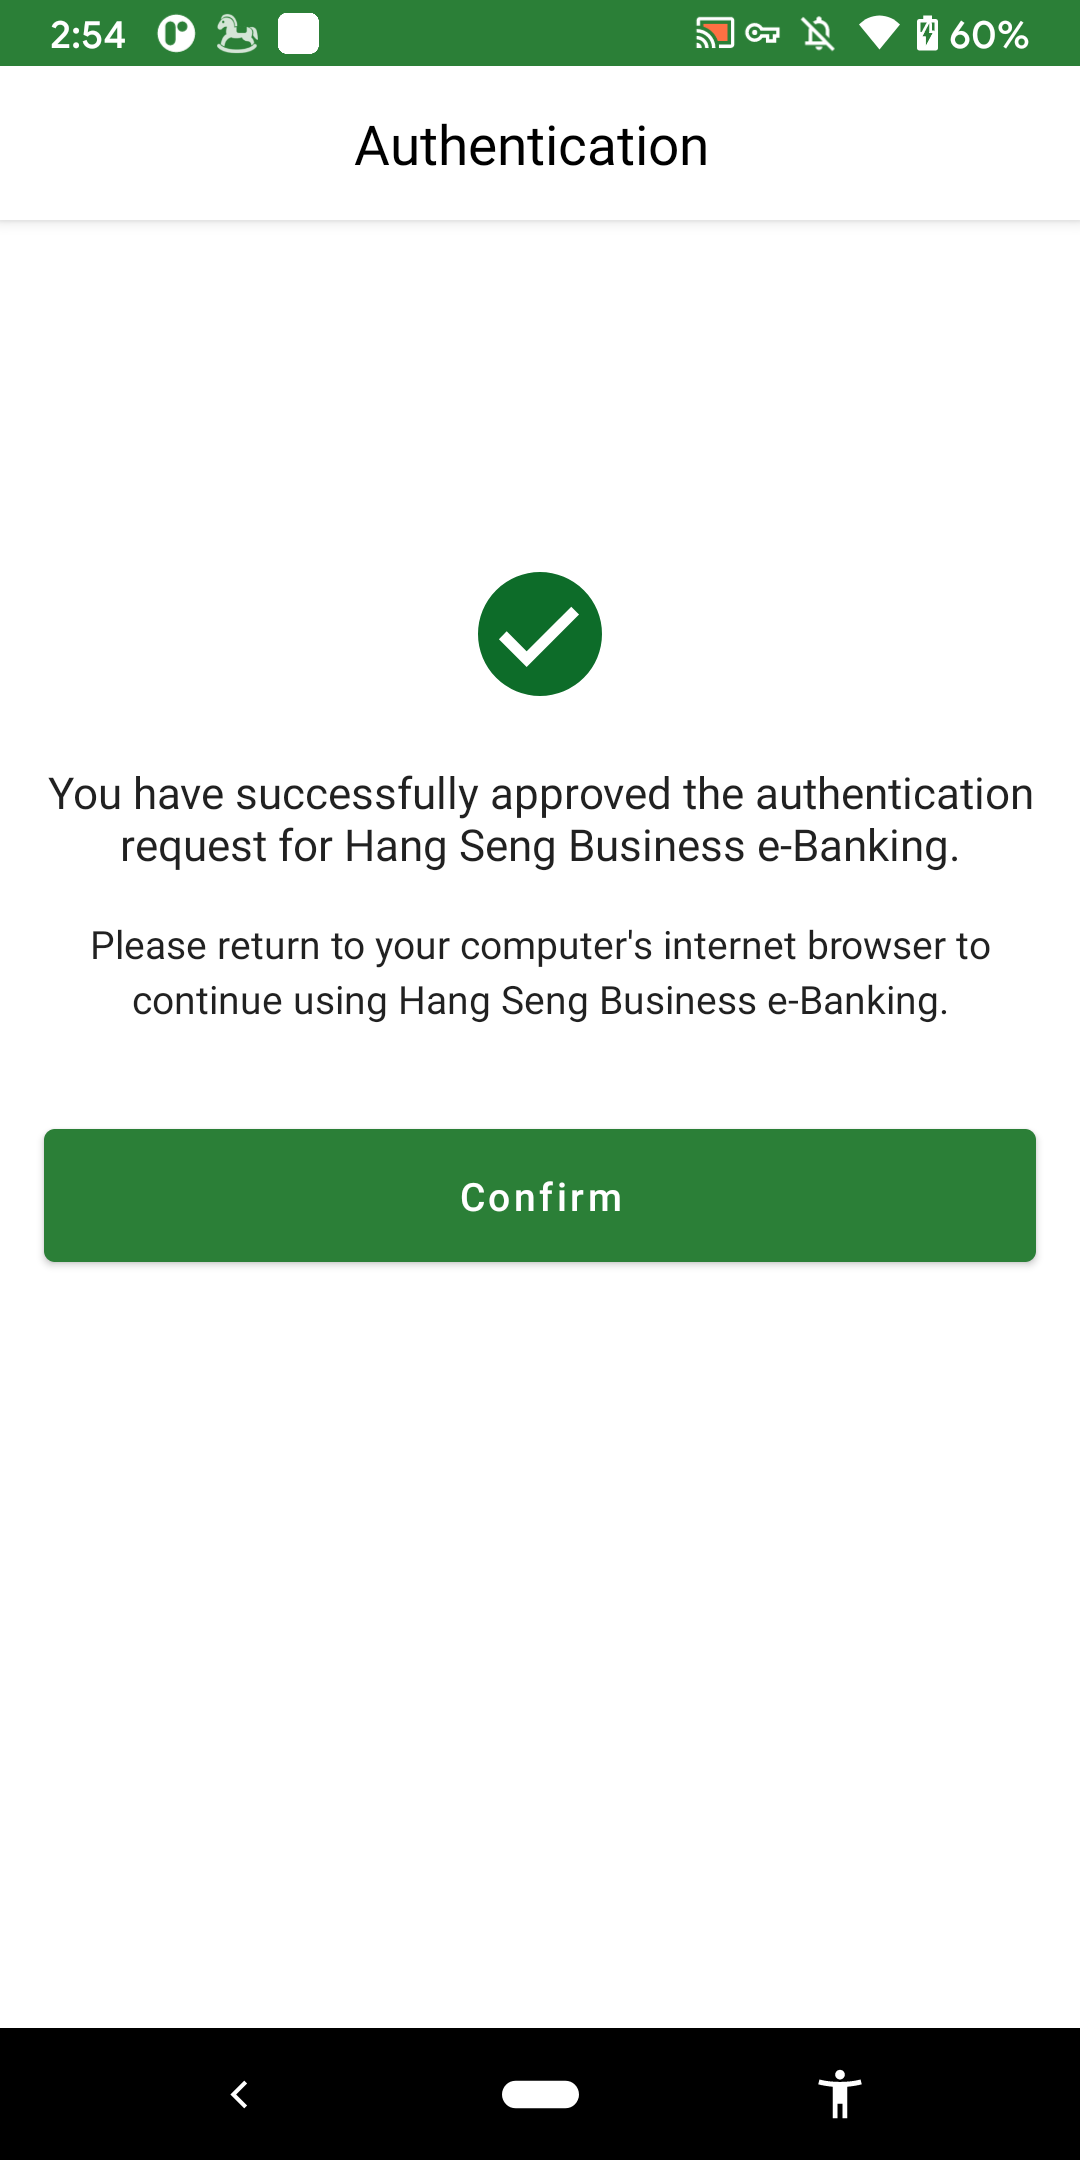 2:54
60%
Authentication
You have successfully approved the authentication
request for Hang Seng Business e-Banking.
Please return to your computer's internet browser to
continue using Hang Seng Business e-Banking.
Confirm